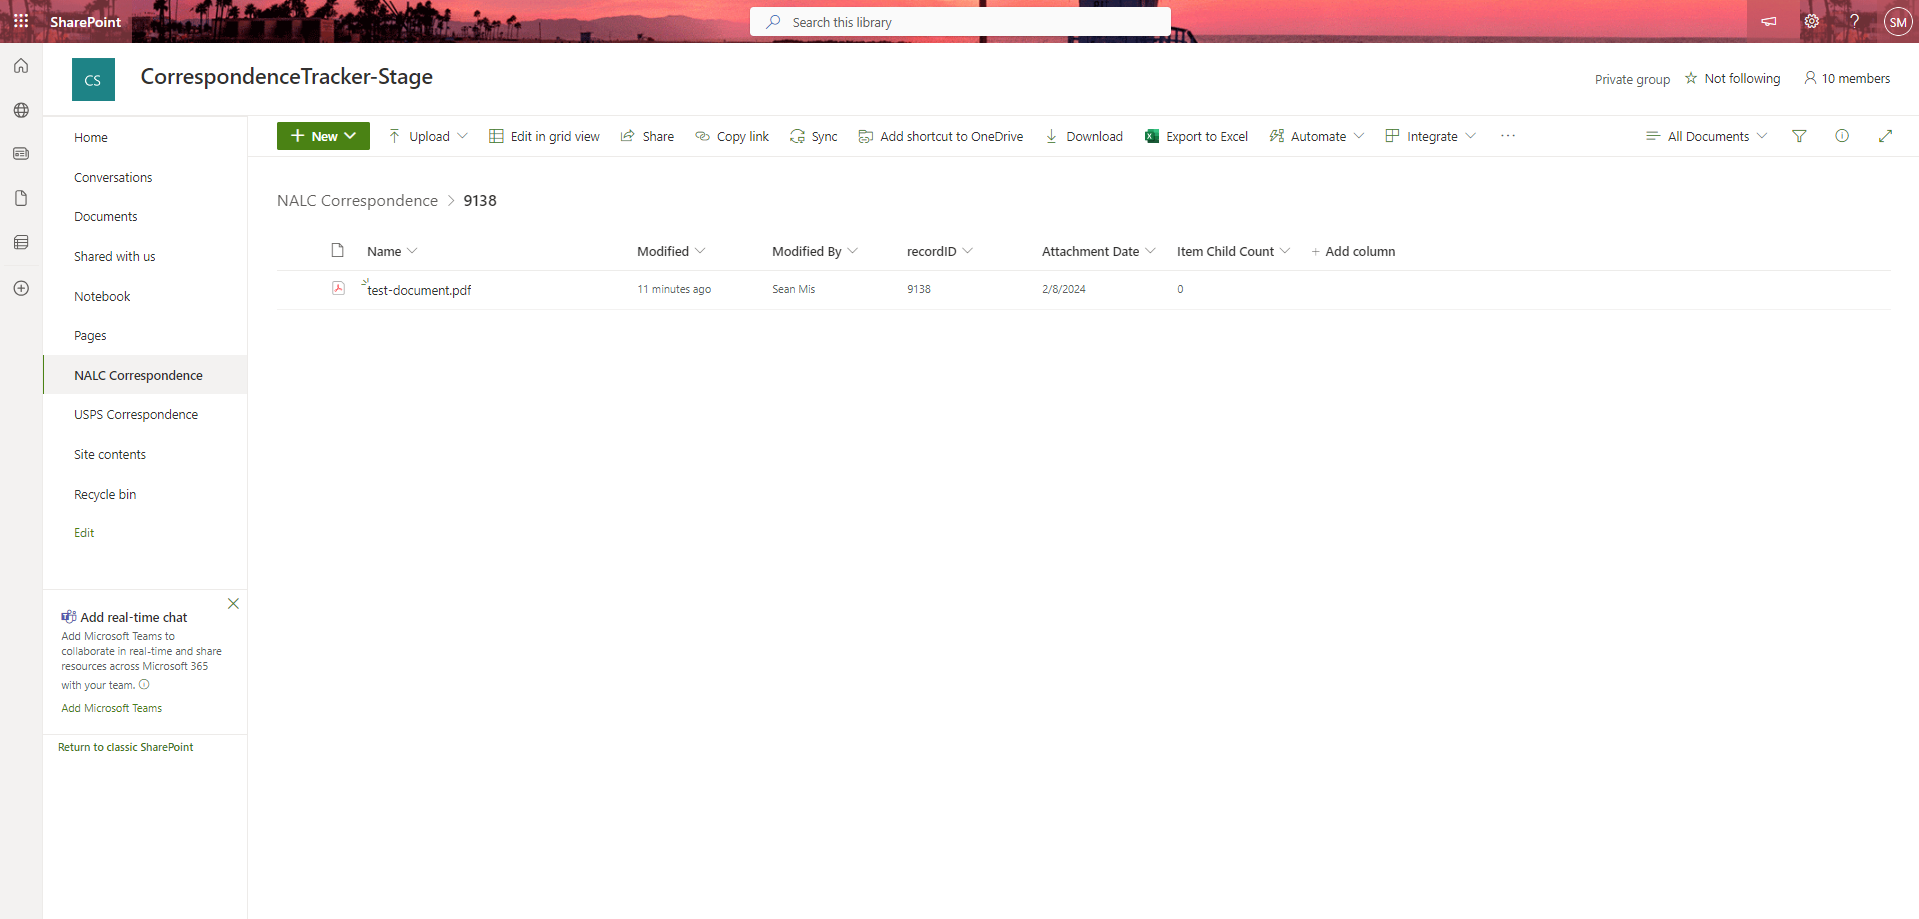 SharePoint
Search this library
?
SM
CS
CorrespondenceTracker-Stage
Private group
Not following
10 members
Home
Conversations
Documents
Shared with us
Notebook
Pages
NALC Correspondence
USPS Correspondence
Site contents
Recycle bin
Edit
New
Upload
Edit in grid view
Share
Copy link
Sync
Add shortcut to OneDrive
Download
Export to Excel
Automate
Integrate
...
All Documents
NALC Correspondence > 9138
Name Modified Modified By recordID Attachment Date Item Child Count + Add column
test-document.pdf 11 minutes ago Sean Mis 9138 2/8/2024 0
Add real-time chat
Add Microsoft Teams to
collaborate in real-time and share
resources across Microsoft 365
with your team.
Add Microsoft Teams
Return to classic SharePoint